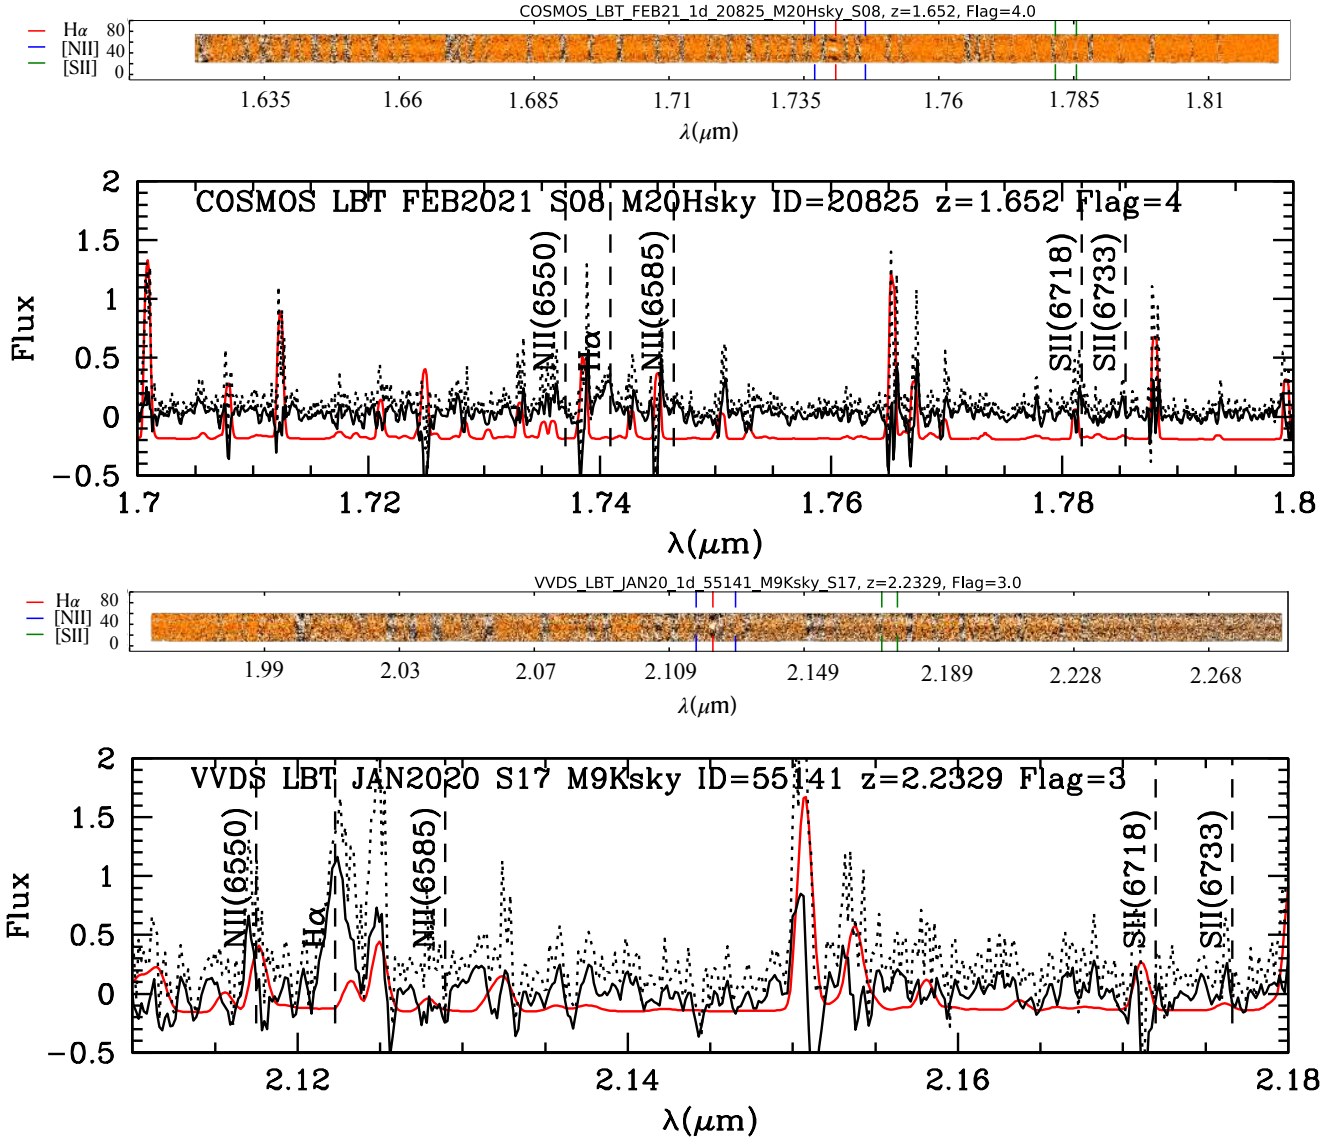 COSMOS_LBT_FEB21_1d_20825_M20Hsky_S08, z=1.652, Flag=4.0
Hα
[NII]
[SII]
80
40
0
1.635 1.66 1.685 1.71 1.735 1.76 1.785 1.81
λ(μm)
COSMOS LBT FEB2021 S08 M20Hsky ID=20825 z=1.652 Flag=4
NII(6550)
Hα
NII(6585)
SII(6718)
SII(6733)
Flux
2
1.5
1
0.5
0
−0.5
1.7 1.72 1.74 1.76 1.78 1.8
λ(μm)
VVDS_LBT_JAN20_1d_55141_M9Ksky_S17, z=2.2329, Flag=3.0
Hα
[NII]
[SII]
80
40
0
1.99 2.03 2.07 2.109 2.149 2.189 2.228 2.268
λ(μm)
VVDS LBT JAN2020 S17 M9Ksky ID=55141 z=2.2329 Flag=3
NII(6550)
Hα
NII(6585)
SII(6718)
SII(6733)
Flux
2
1.5
1
0.5
0
−0.5
2.12 2.14 2.16 2.18
λ(μm)